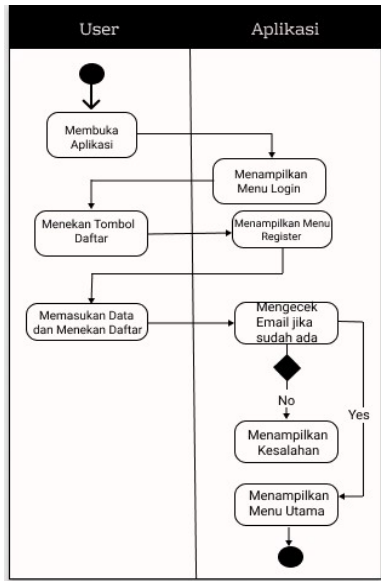 User
Aplikasi
Membuka
Aplikasi
Menampilkan
Menu Login
Menekan Tombol
Daftar
Menampilkan Menu
Register
Memasukan Data
dan Menekan Daftar
Mengecek
Email jika
sudah ada
No
Yes
Menampilkan
Kesalahan
Menampilkan
Menu Utama